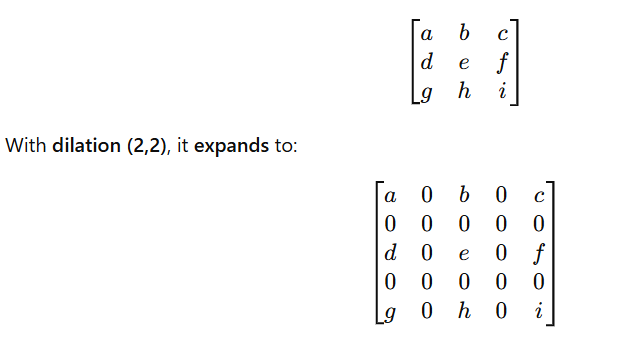 a b c
d e f
g h i
With dilation (2,2), it expands to:
a 0 b 0 c
0 0 0 0 0
d 0 e 0 f
0 0 0 0 0
g 0 h 0 i